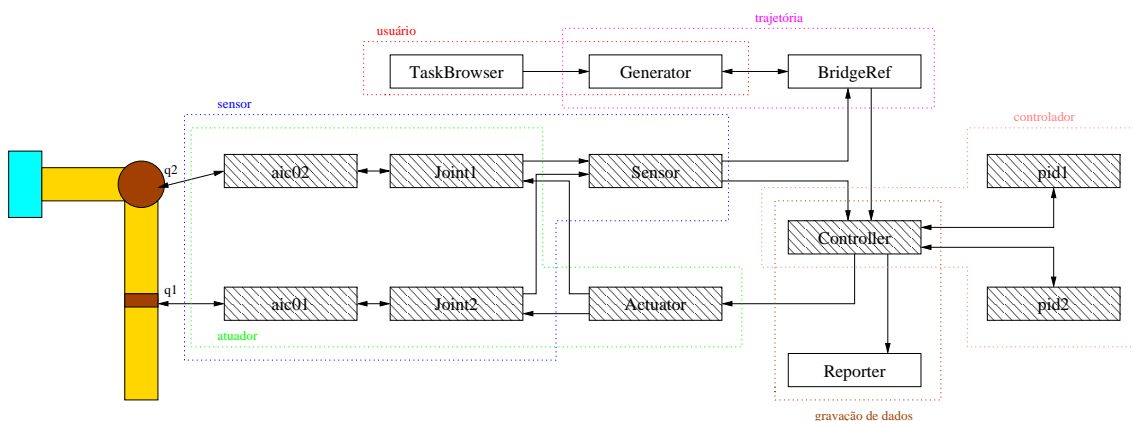 trajetória
usuário
TaskBrowser
Generator
BridgeRef
sensor
controlador
q2
aic02
Joint1
Sensor
pid1
Controller
q1
aic01
Joint2
Actuator
pid2
atuador
Reporter
gravação de dados